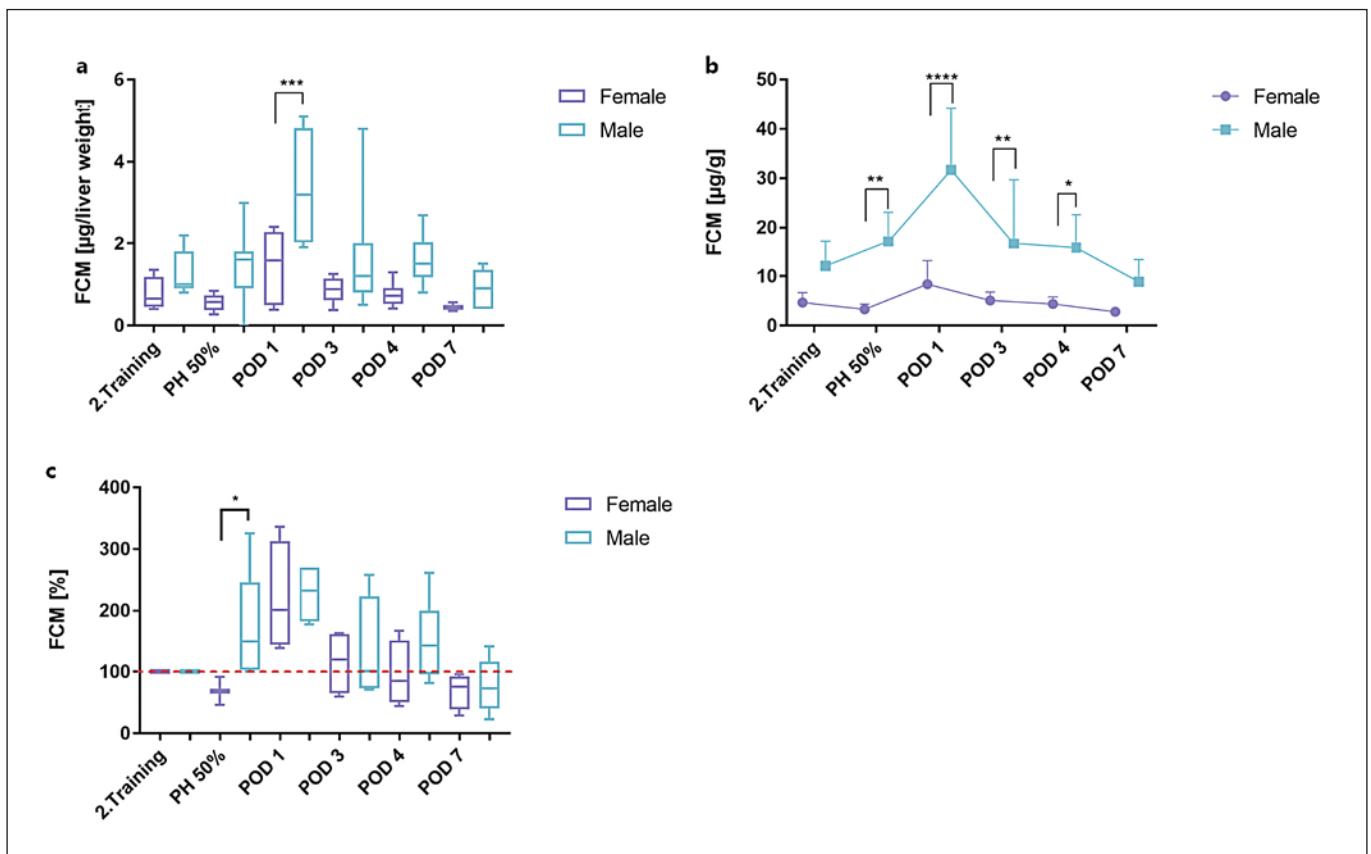 a
FCM [µg/liver weight]
6
4
2
0
***
Female
Male
2.Training
PH 50%
POD 1
POD 3
POD 4
POD 7
b
FCM [µg/g]
50
40
30
20
10
0
**
****
**
*
Female
Male
2.Training
PH 50%
POD 1
POD 3
POD 4
POD 7
c
FCM [%]
400
300
200
100
0
*
Female
Male
2.Training
PH 50%
POD 1
POD 3
POD 4
POD 7